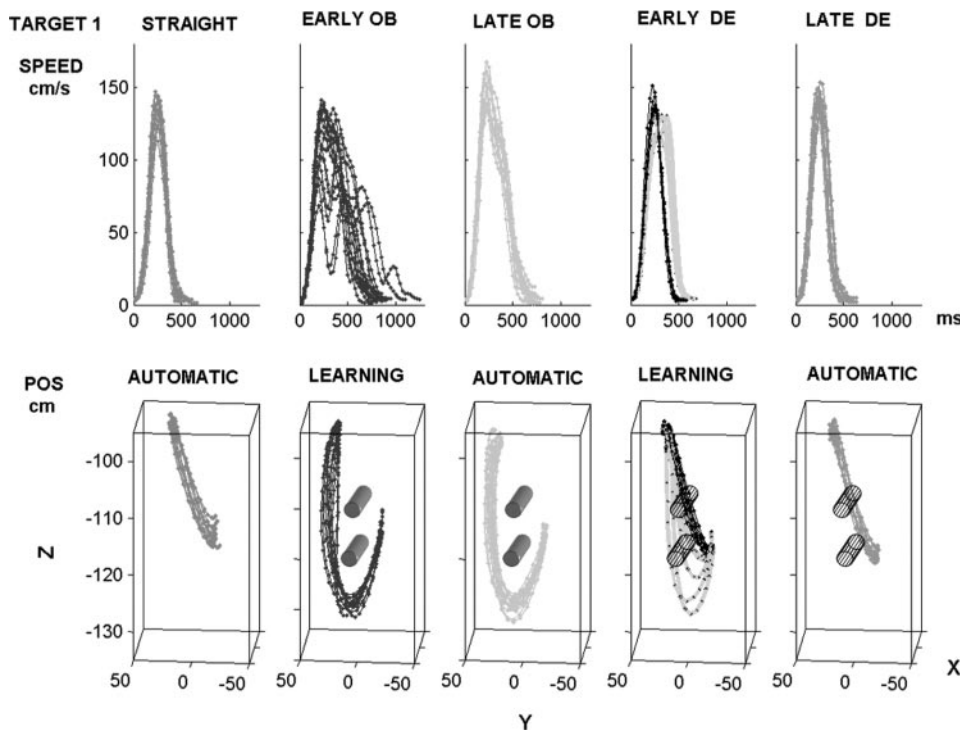 TARGET 1 STRAIGHT EARLY OB LATE OB EARLY DE LATE DE
SPEED
cm/s
150
100
50
0
0 500 1000 0 500 1000 0 500 1000 0 500 1000 0 500 1000 ms
POS
cm
AUTOMATIC LEARNING AUTOMATIC LEARNING AUTOMATIC
-100
-110
Z
-120
-130
X
50 0 -50 50 0 -50 50 0 -50 50 0 -50 50 0 -50
Y